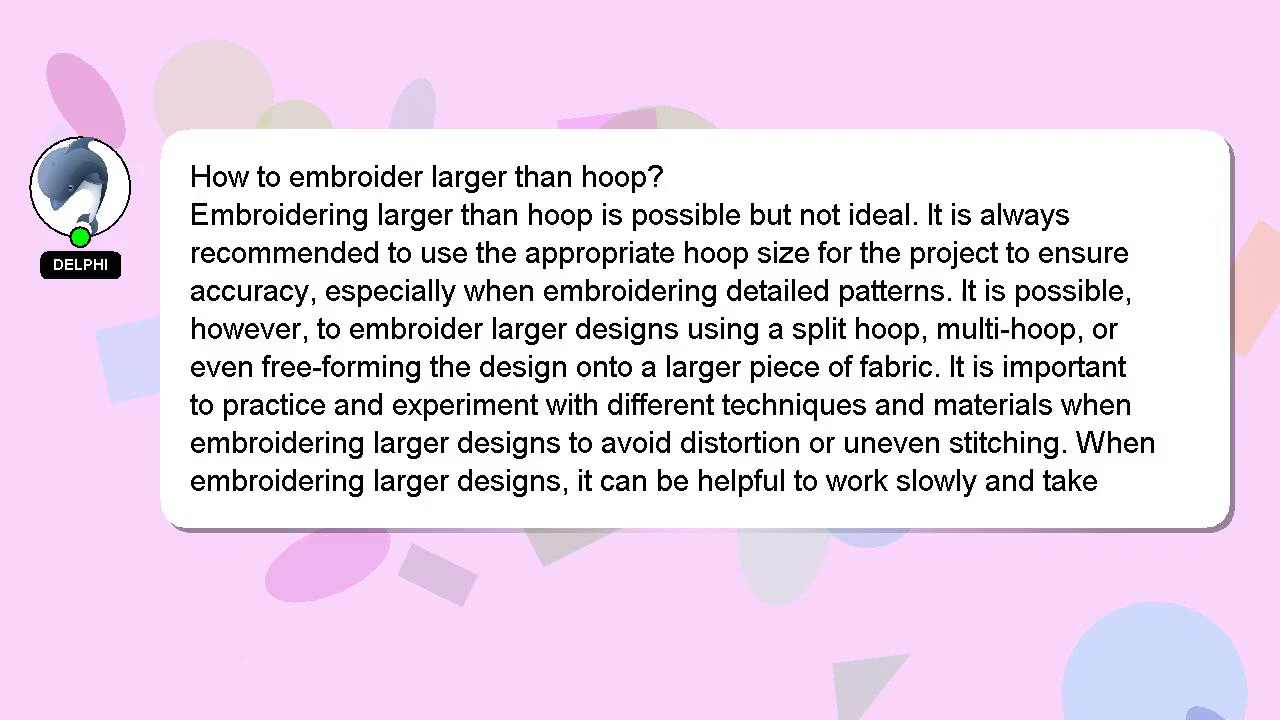 DELPHI
How to embroider larger than hoop?
Embroidering larger than hoop is possible but not ideal. It is always
recommended to use the appropriate hoop size for the project to ensure
accuracy, especially when embroidering detailed patterns. It is possible,
however, to embroider larger designs using a split hoop, multi-hoop, or
even free-forming the design onto a larger piece of fabric. It is important
to practice and experiment with different techniques and materials when
embroidering larger designs to avoid distortion or uneven stitching. When
embroidering larger designs, it can be helpful to work slowly and take